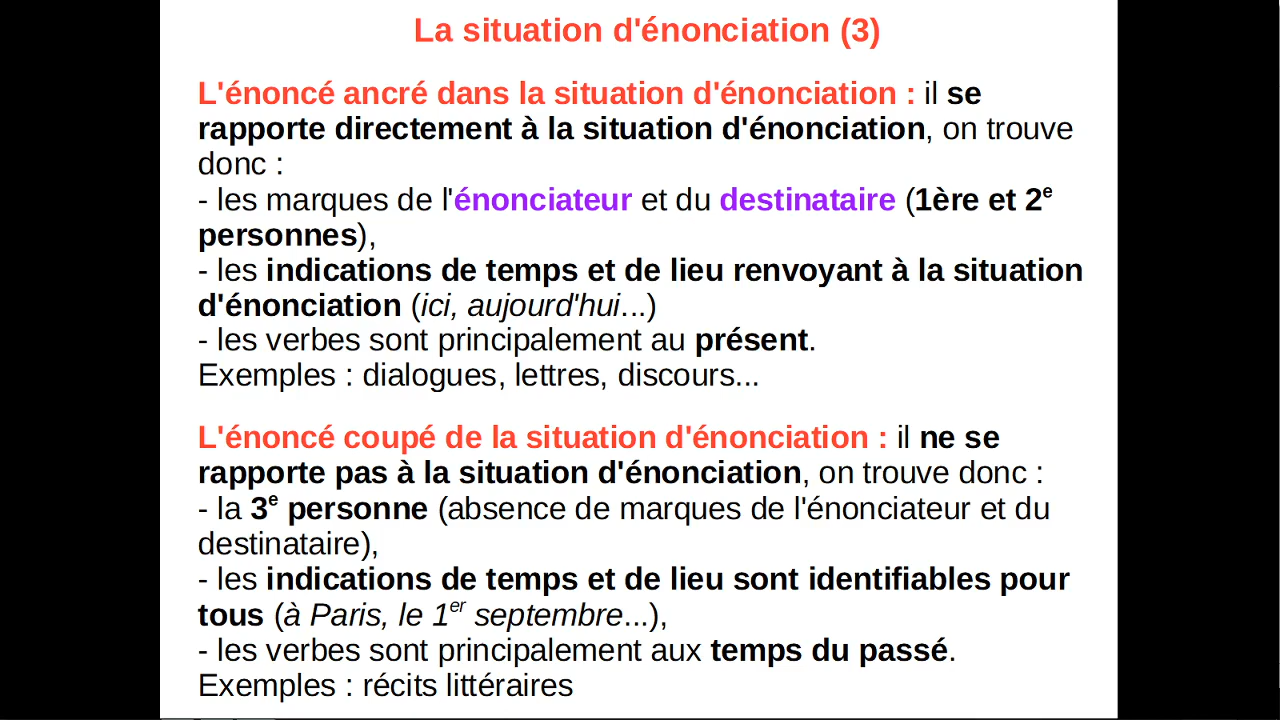 La situation d'énonciation (3)
L'énoncé ancré dans la situation d'énonciation : il se
rapporte directement à la situation d'énonciation, on trouve
donc :
- les marques de l'énonciateur et du destinataire (1ère et 2e
personnes),
- les indications de temps et de lieu renvoyant à la situation
d'énonciation (ici, aujourd'hui...)
- les verbes sont principalement au présent.
Exemples : dialogues, lettres, discours...
L'énoncé coupé de la situation d'énonciation : il ne se
rapporte pas à la situation d'énonciation, on trouve donc :
- la 3e personne (absence de marques de l'énonciateur et du
destinataire),
- les indications de temps et de lieu sont identifiables pour
tous (à Paris, le 1er septembre...),
- les verbes sont principalement aux temps du passé.
Exemples : récits littéraires